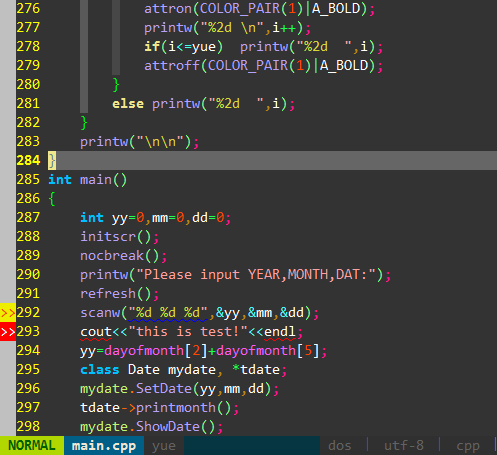 276 attron(COLOR_PAIR(1)|A_BOLD);
277 printw("%2d \n",i++);
278 if(i<=yue) printw("%2d  ",i);
279 attroff(COLOR_PAIR(1)|A_BOLD);
280 }
281 else printw("%2d  ",i);
282 }
283 printw("\n\n");
284 }
285 int main()
286 {
287 int yy=0,mm=0,dd=0;
288 initscr();
289 nocbreak();
290 printw("Please input YEAR,MONTH,DAT:");
291 refresh();
>> 292 scanw("%d %d %d",&yy,&mm,&dd);
>> 293 cout<<"this is test!"<<endl;
294 yy=dayofmonth[2]+dayofmonth[5];
295 class Date mydate, *tdate;
296 mydate.SetDate(yy,mm,dd);
297 tdate->printmonth();
298 mydate.ShowDate();
NORMAL main.cpp yue dos | utf-8 | cpp